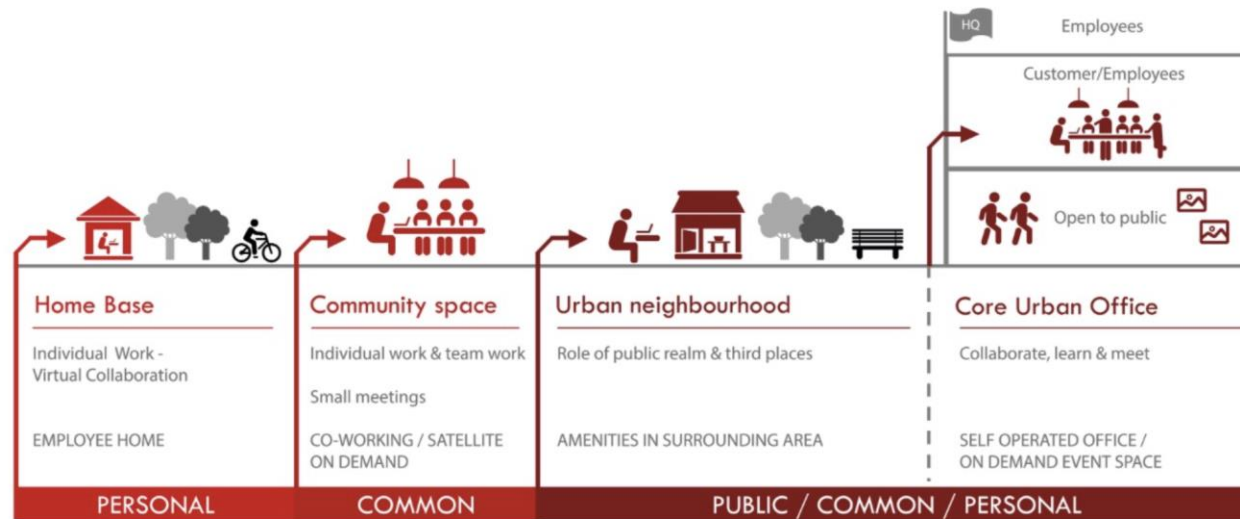 HQ
Employees
Customer/Employees
Open to public
Home Base
Individual Work -
Virtual Collaboration
EMPLOYEE HOME
Community space
Individual work & team work
Small meetings
CO-WORKING / SATELLITE
ON DEMAND
Urban neighbourhood
Role of public realm & third places
AMENITIES IN SURROUNDING AREA
Core Urban Office
Collaborate, learn & meet
SELF OPERATED OFFICE /
ON DEMAND EVENT SPACE
PERSONAL
COMMON
PUBLIC / COMMON / PERSONAL